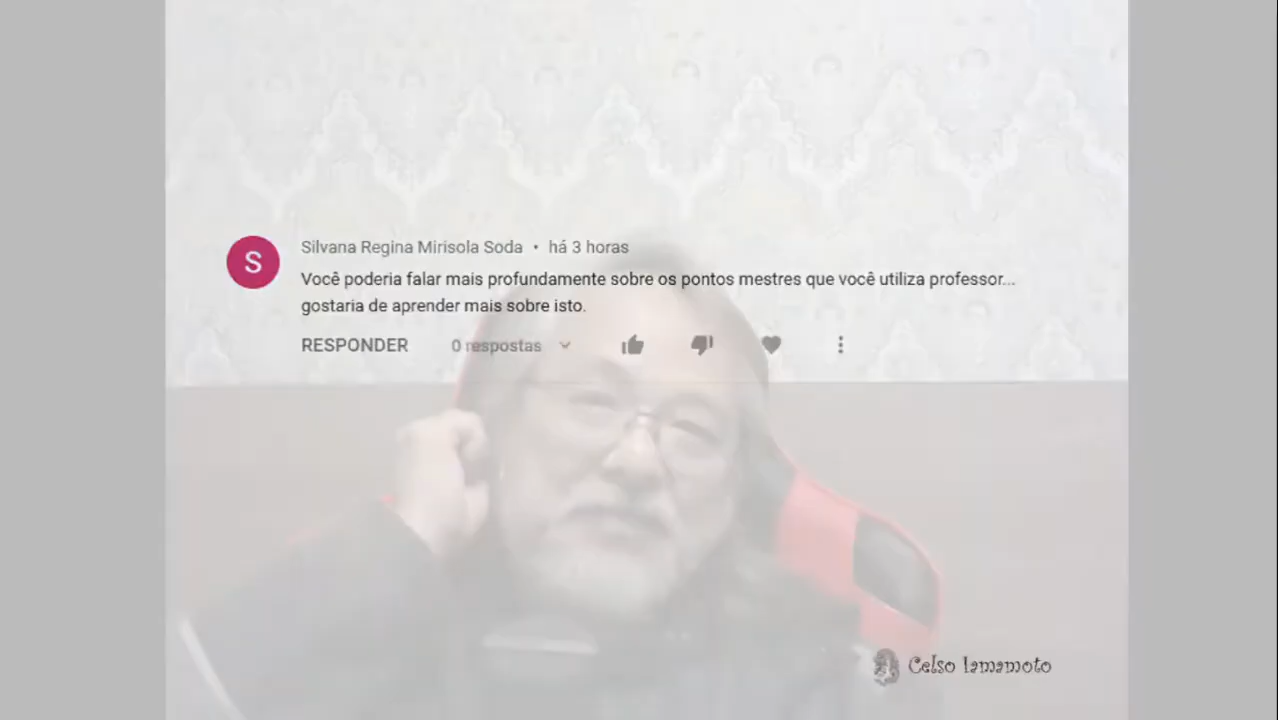 S
Silvana Regina Mirisola Soda • há 3 horas
Você poderia falar mais profundamente sobre os pontos mestres que você utiliza professor...
gostaria de aprender mais sobre isto.
RESPONDER 0 respostas
Celso Iamamoto